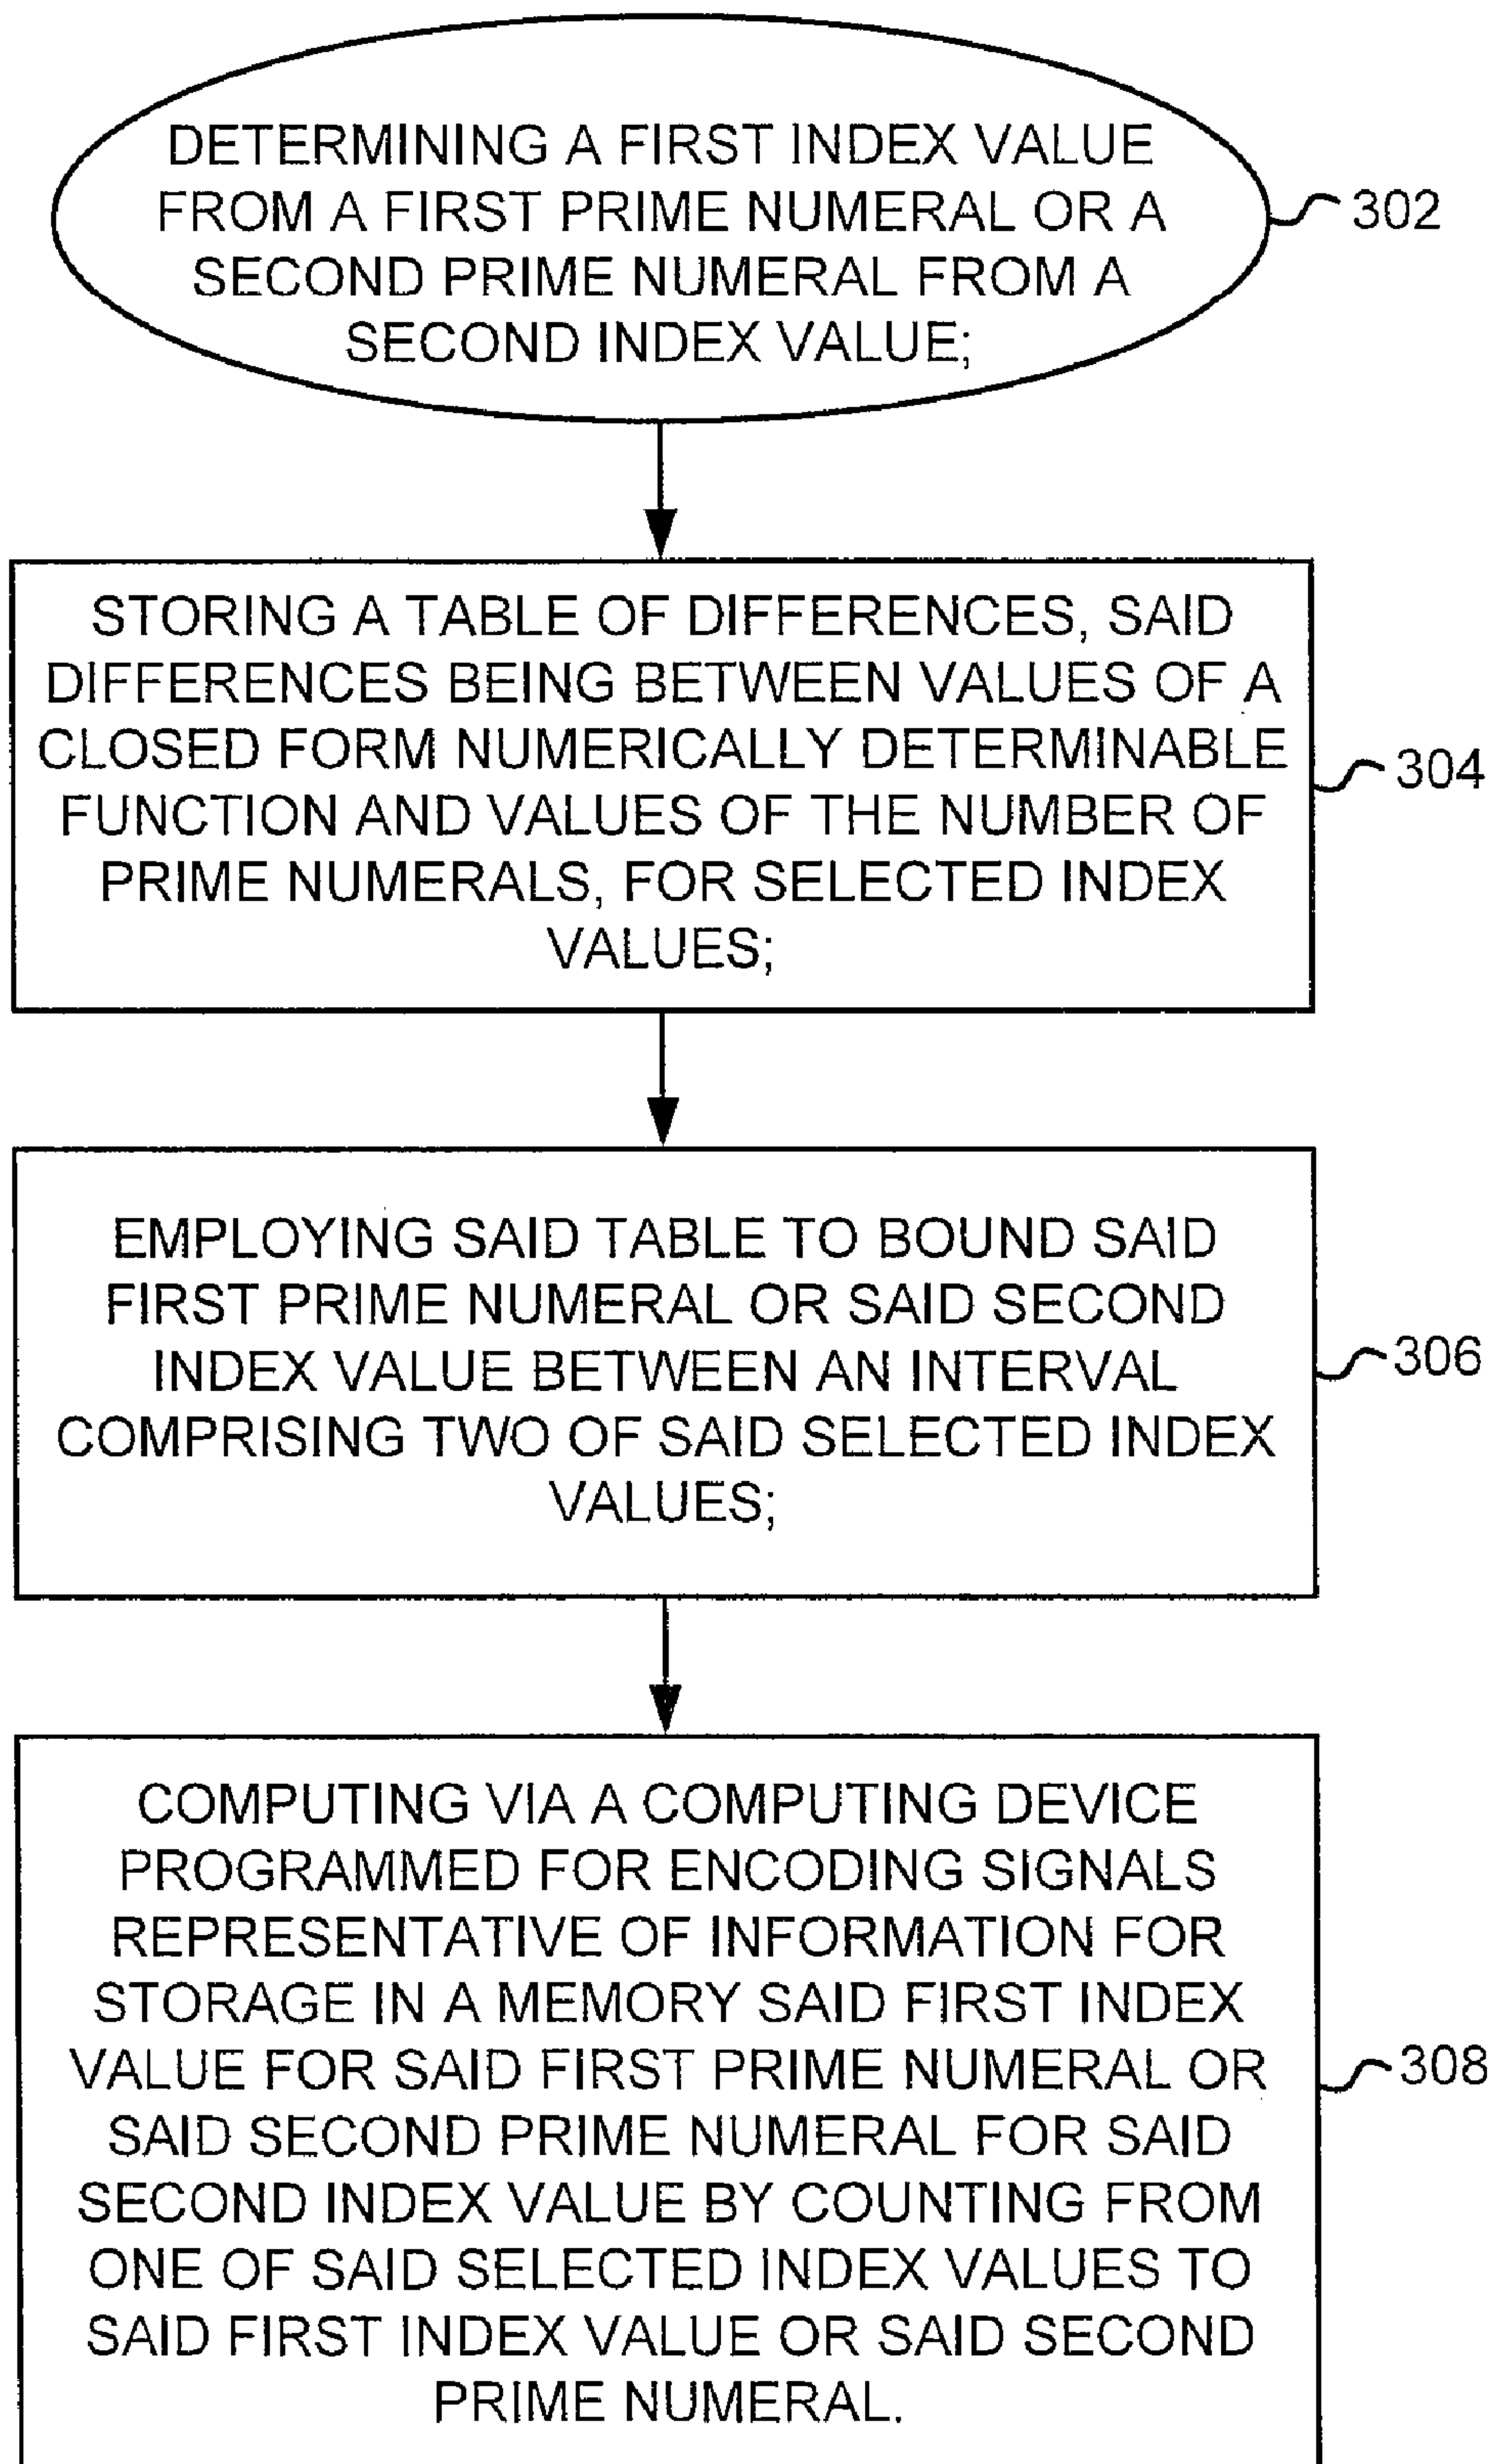 DETERMINING A FIRST INDEX VALUE
FROM A FIRST PRIME NUMERAL OR A
SECOND PRIME NUMERAL FROM A
SECOND INDEX VALUE;
302
STORING A TABLE OF DIFFERENCES, SAID
DIFFERENCES BEING BETWEEN VALUES OF A
CLOSED FORM NUMERICALLY DETERMINABLE
FUNCTION AND VALUES OF THE NUMBER OF
PRIME NUMERALS, FOR SELECTED INDEX
VALUES;
304
EMPLOYING SAID TABLE TO BOUND SAID
FIRST PRIME NUMERAL OR SAID SECOND
INDEX VALUE BETWEEN AN INTERVAL
COMPRISING TWO OF SAID SELECTED INDEX
VALUES;
306
COMPUTING VIA A COMPUTING DEVICE
PROGRAMMED FOR ENCODING SIGNALS
REPRESENTATIVE OF INFORMATION FOR
STORAGE IN A MEMORY SAID FIRST INDEX
VALUE FOR SAID FIRST PRIME NUMERAL OR
SAID SECOND PRIME NUMERAL FOR SAID
SECOND INDEX VALUE BY COUNTING FROM
ONE OF SAID SELECTED INDEX VALUES TO
SAID FIRST INDEX VALUE OR SAID SECOND
PRIME NUMERAL.
308